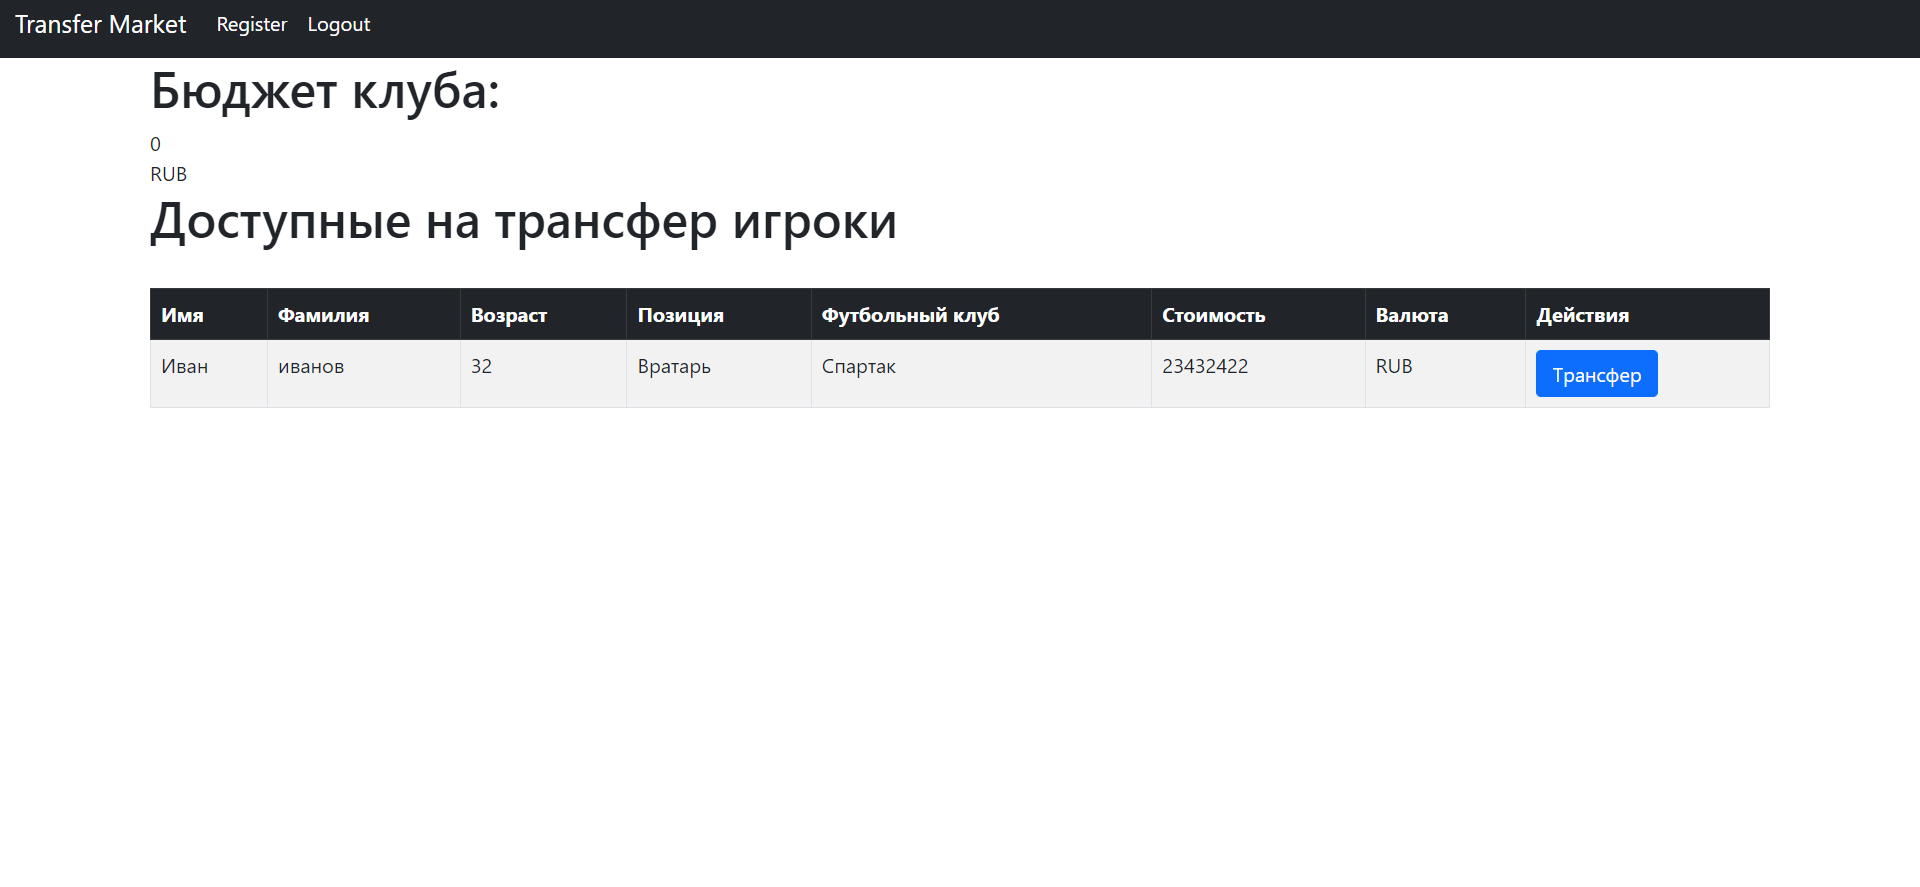 Transfer Market Register Logout
Бюджет клуба:
0
RUB
Доступные на трансфер игроки
Имя Фамилия Возраст Позиция Футбольный клуб Стоимость Валюта Действия
Иван иванов 32 Вратарь Спартак 23432422 RUB Трансфер